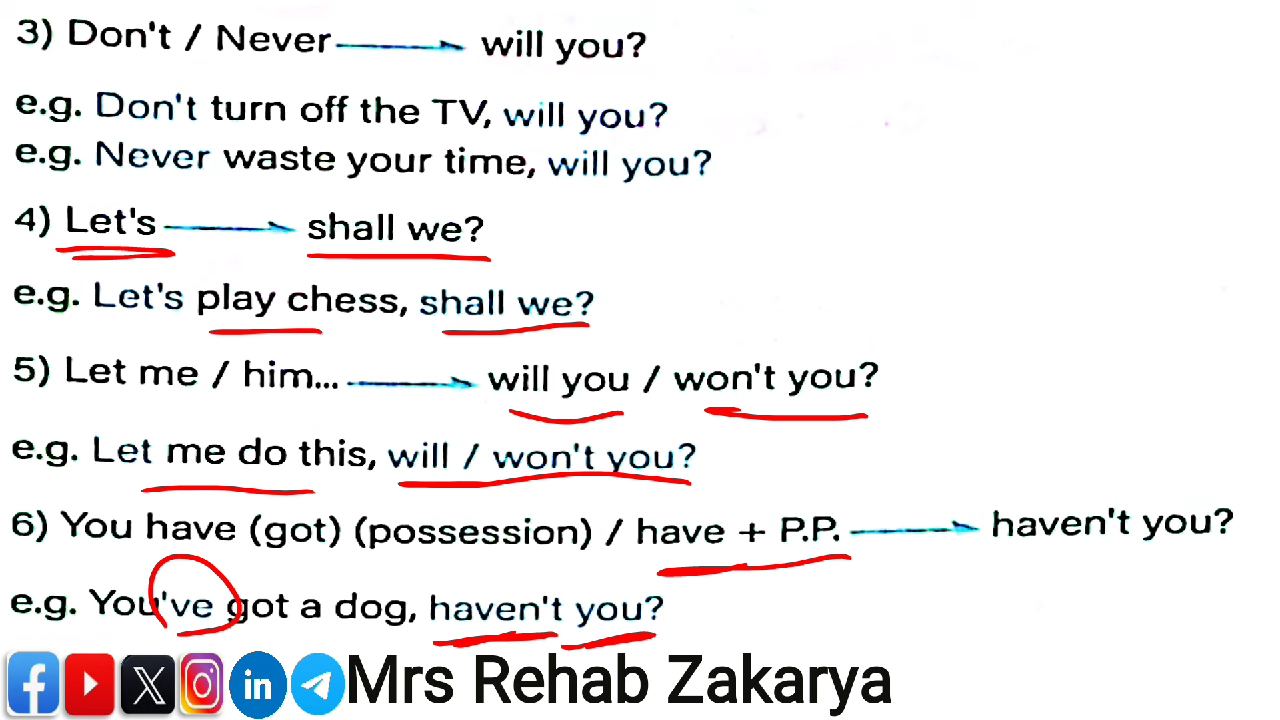 3) Don't / Never → will you?
e.g. Don't turn off the TV, will you?
e.g. Never waste your time, will you?
4) Let's → shall we?
e.g. Let's play chess, shall we?
5) Let me / him... → will you / won't you?
e.g. Let me do this, will / won't you?
6) You have (got) (possession) / have + P.P. → haven't you?
e.g. You've got a dog, haven't you?
Mrs Rehab Zakarya